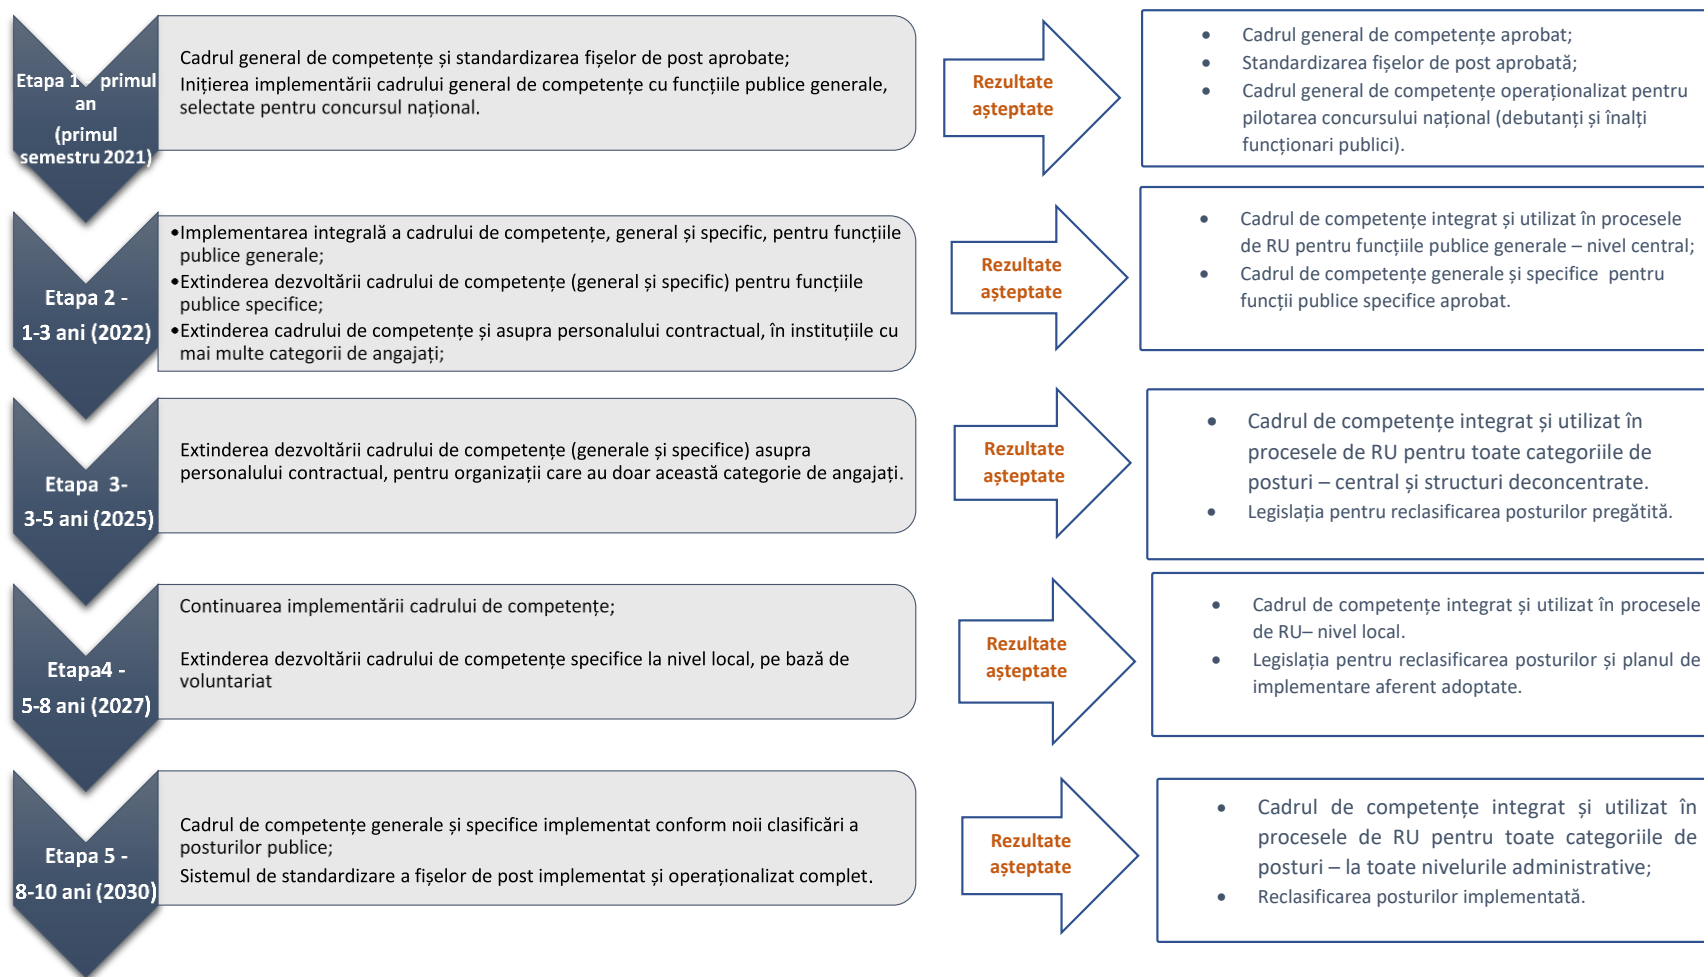 Etapa 1 - primul
an
(primul
semestru 2021)
Cadrul general de competențe și standardizarea fișelor de post aprobate;
Inițierea implementării cadrului general de competențe cu funcțiile publice generale,
selectate pentru concursul național.
Rezultate
așteptate
• Cadrul general de competențe aprobat;
• Standardizarea fișelor de post aprobată;
• Cadrul general de competențe operaționalizat pentru
pilotarea concursului național (debutanți și înalți
funcționari publici).
Etapa 2 -
1-3 ani (2022)
•Implementarea integrală a cadrului de competențe, general și specific, pentru funcțiile
publice generale;
•Extinderea dezvoltării cadrului de competențe (general și specific) pentru funcțiile
publice specifice;
•Extinderea cadrului de competențe și asupra personalului contractual, în instituțiile cu
mai multe categorii de angajați;
Rezultate
așteptate
• Cadrul de competențe integrat și utilizat în procesele
de RU pentru funcțiile publice generale – nivel central;
• Cadrul de competențe generale și specifice pentru
funcții publice specifice aprobat.
Etapa 3-
3-5 ani (2025)
Extinderea dezvoltării cadrului de competențe (generale și specifice) asupra
personalului contractual, pentru organizații care au doar această categorie de angajați.
Rezultate
așteptate
• Cadrul de competențe integrat și utilizat în
procesele de RU pentru toate categoriile de
posturi – central și structuri deconcentrate.
• Legislația pentru reclasificarea posturilor pregătită.
Etapa4 -
5-8 ani (2027)
Continuarea implementării cadrului de competențe;
Extinderea dezvoltării cadrului de competențe specifice la nivel local, pe bază de
voluntariat
Rezultate
așteptate
• Cadrul de competențe integrat și utilizat în procesele
de RU– nivel local.
• Legislația pentru reclasificarea posturilor și planul de
implementare aferent adoptate.
Etapa 5 -
8-10 ani (2030)
Cadrul de competențe generale și specifice implementat conform noii clasificări a
posturilor publice;
Sistemul de standardizare a fișelor de post implementat și operaționalizat complet.
Rezultate
așteptate
• Cadrul de competențe integrat și utilizat în
procesele de RU pentru toate categoriile de
posturi – la toate nivelurile administrative;
• Reclasificarea posturilor implementată.